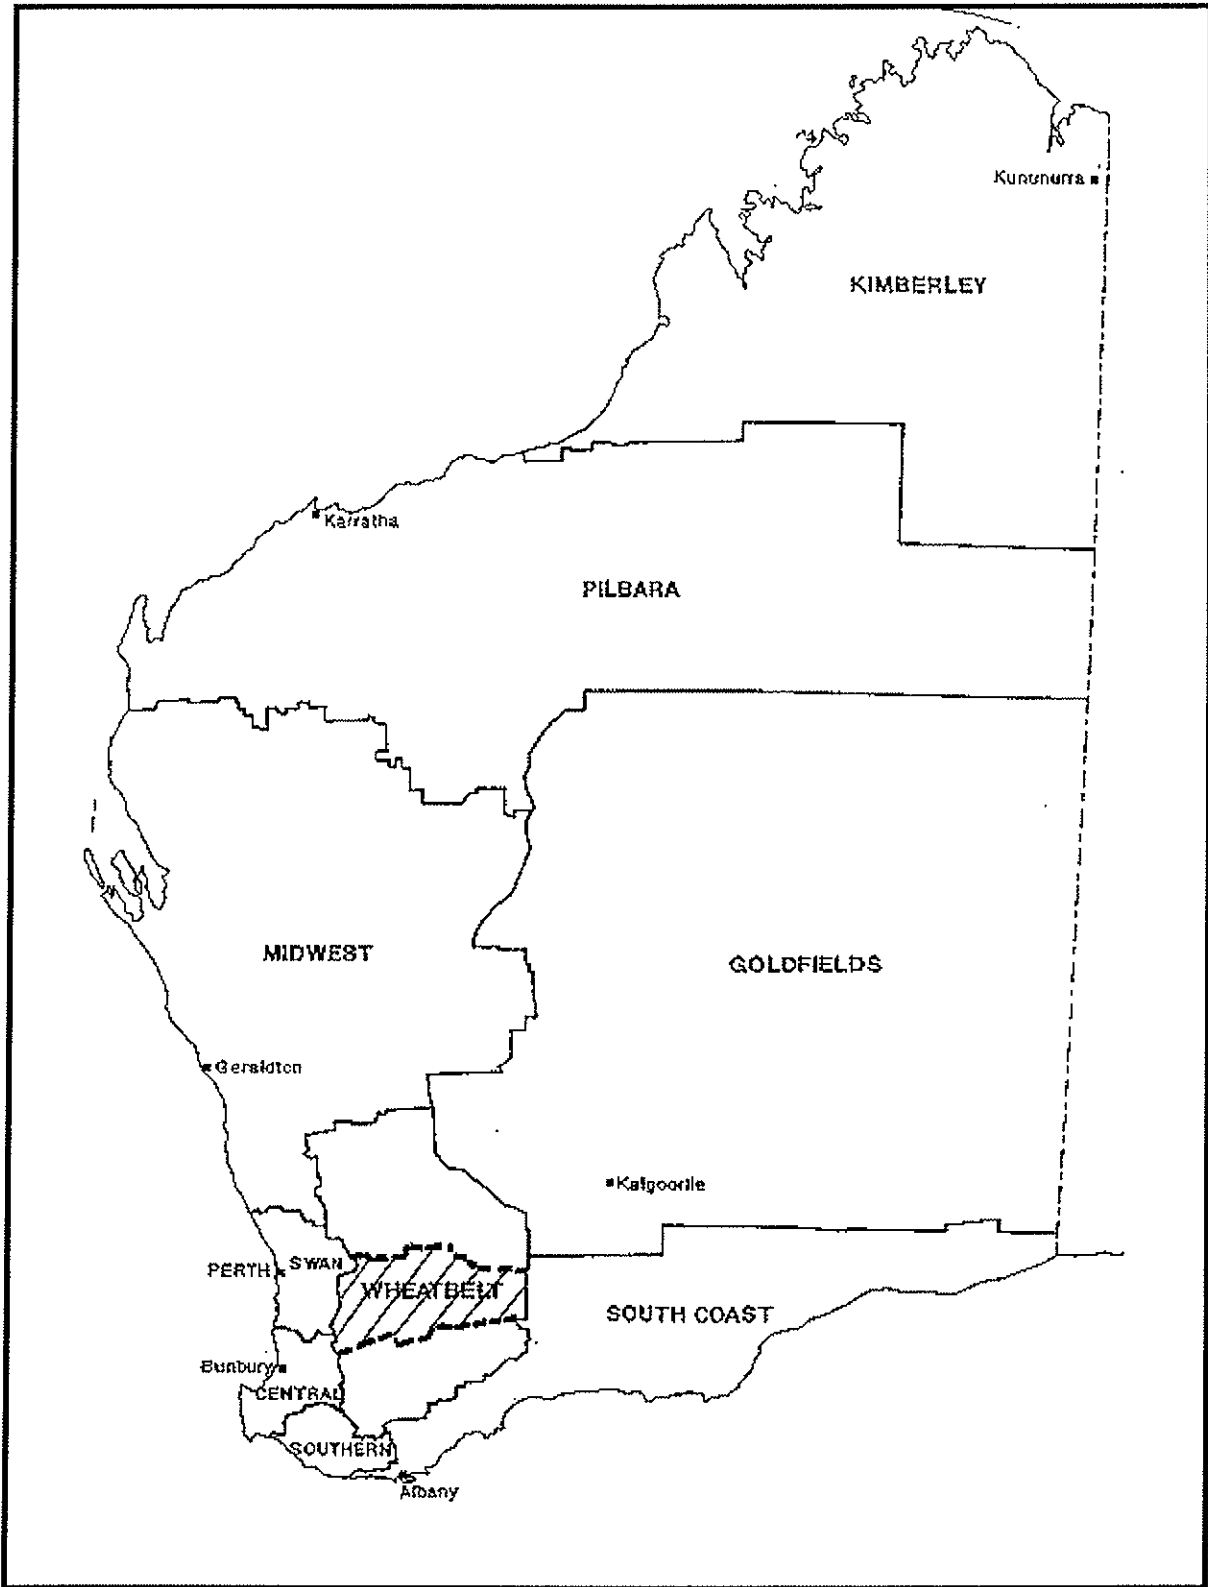 Kununurra
KIMBERLEY
Karratha
PILBARA
MIDWEST
GOLDFIELDS
Geraldton
Kalgoorlie
PERTH
SWAN
WHEATBELT
SOUTH COAST
Bunbury
CENTRAL
SOUTHERN
Albany